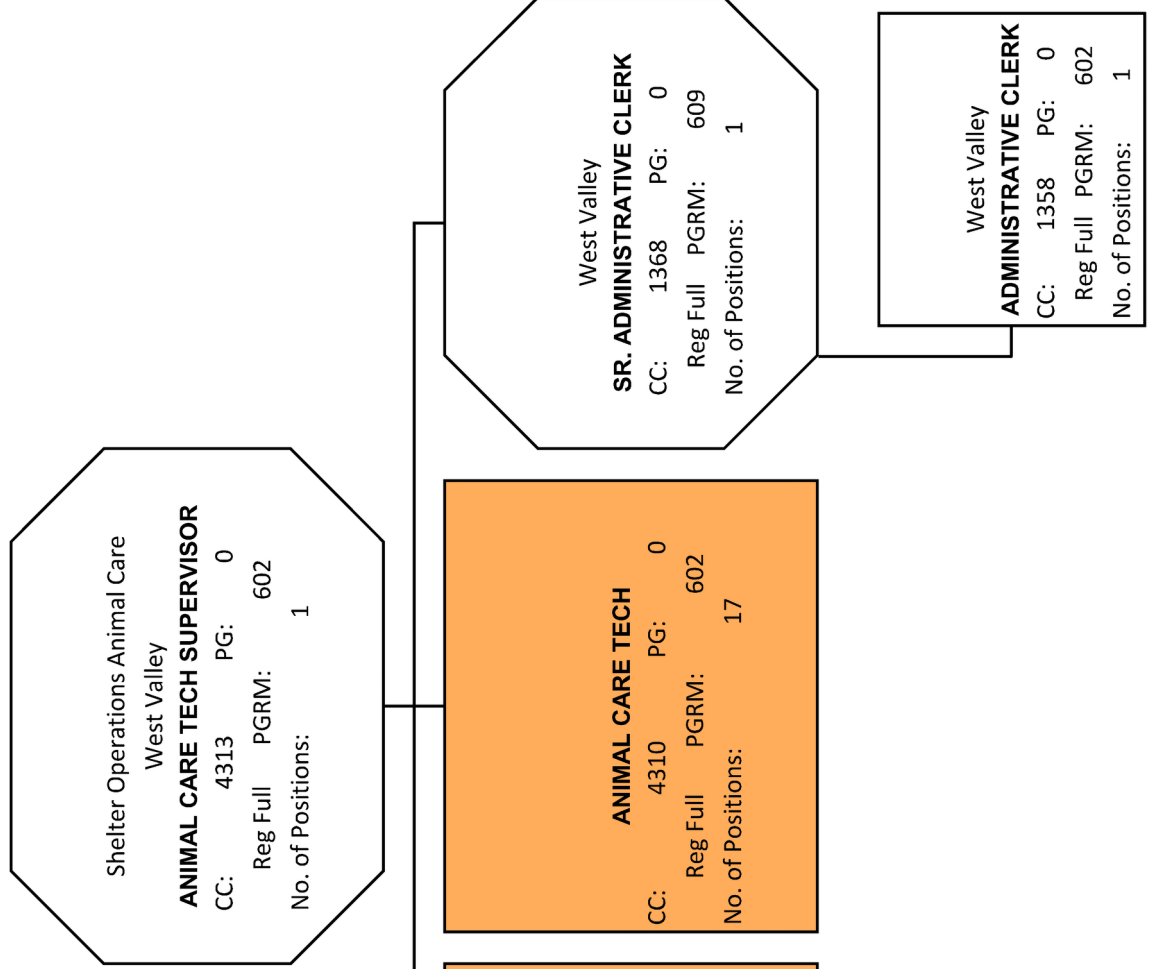 Shelter Operations Animal Care
West Valley
ANIMAL CARE TECH SUPERVISOR
CC: 4313 PG: 0
Reg Full PGRM: 602
No. of Positions: 1
ANIMAL CARE TECH
CC: 4310 PG: 0
Reg Full PGRM: 602
No. of Positions: 17
West Valley
SR. ADMINISTRATIVE CLERK
CC: 1368 PG: 0
Reg Full PGRM: 609
No. of Positions: 1
West Valley
ADMINISTRATIVE CLERK
CC: 1358 PG: 0
Reg Full PGRM: 602
No. of Positions: 1